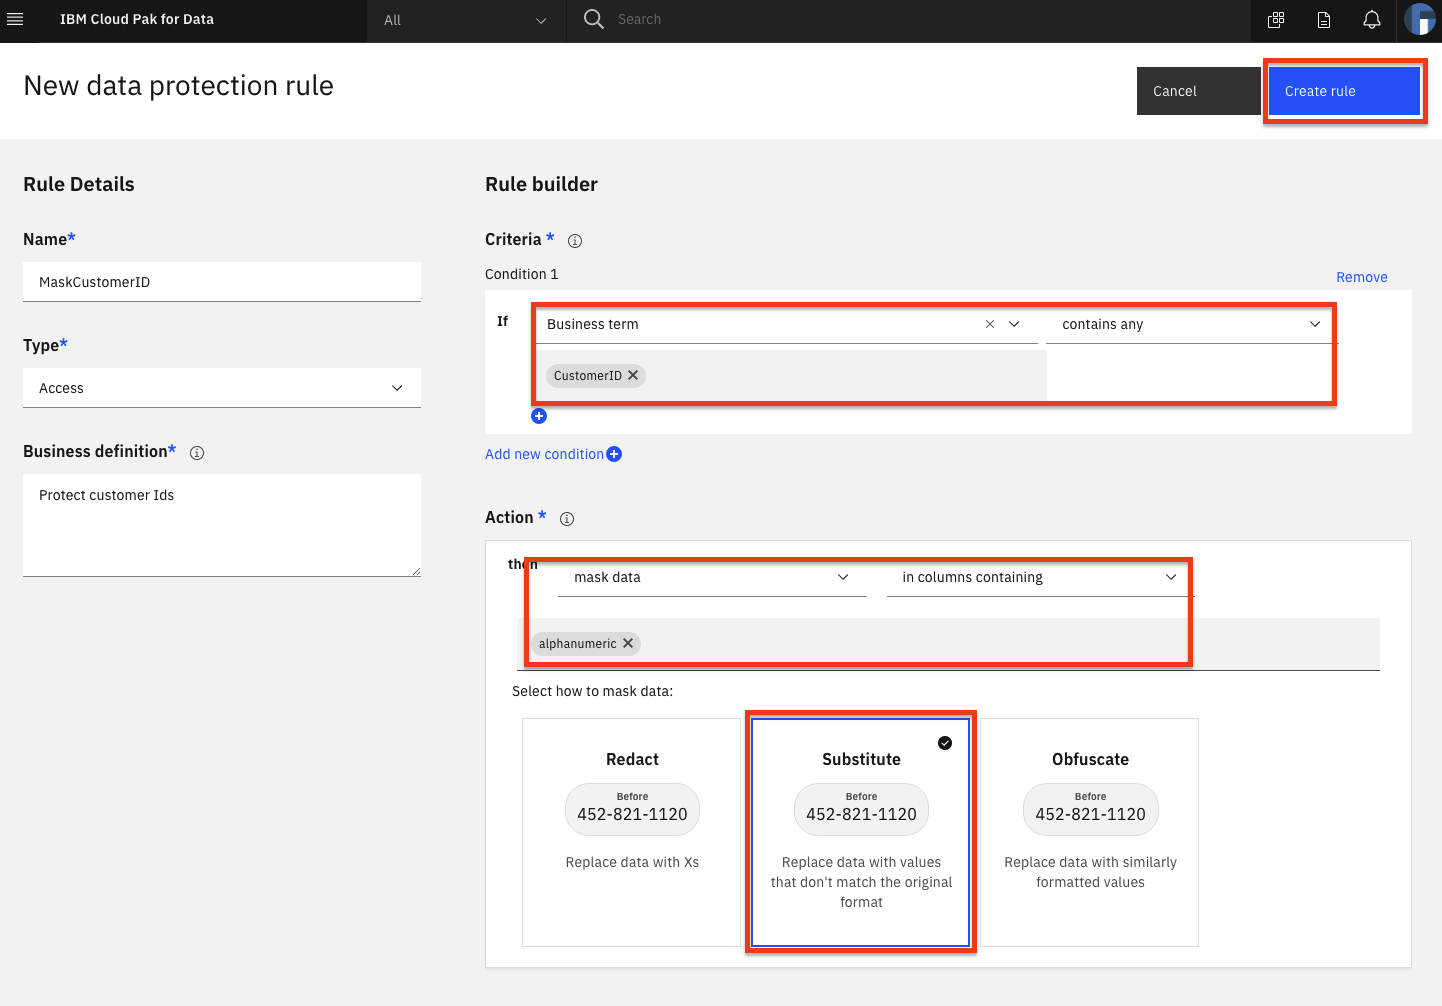 IBM Cloud Pak for Data
All
Search
New data protection rule
Cancel
Create rule
Rule Details
Name*
MaskCustomerID
Type*
Access
Business definition*
Protect customer Ids
Rule builder
Criteria *
Condition 1
Remove
If
Business term
contains any
CustomerID
Add new condition
Action *
then
mask data
in columns containing
alphanumeric
Select how to mask data:
Redact
Before
452-821-1120
Replace data with Xs
Substitute
Before
452-821-1120
Replace data with values
that don't match the original
format
Obfuscate
Before
452-821-1120
Replace data with similarly
formatted values